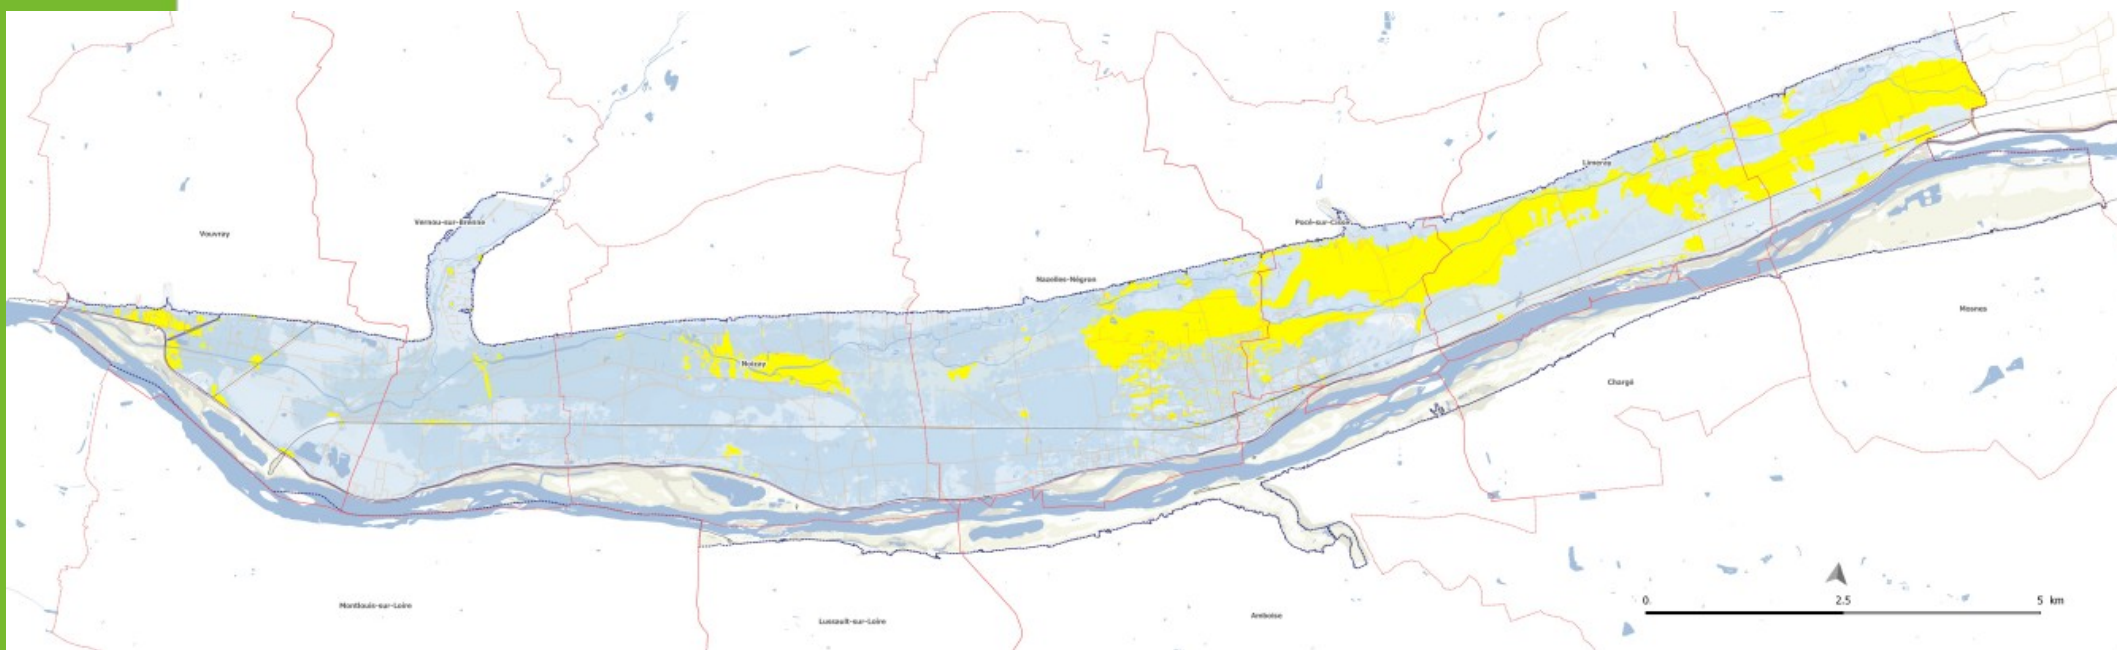 Limeray
Pocé-sur-Cisse
Vernou-sur-Brenne
Vouvray
Nazelles-Négron
Mosnes
Noizay
Chargé
0 2.5 5 km
Montlouis-sur-Loire
Amboise
Lussault-sur-Loire